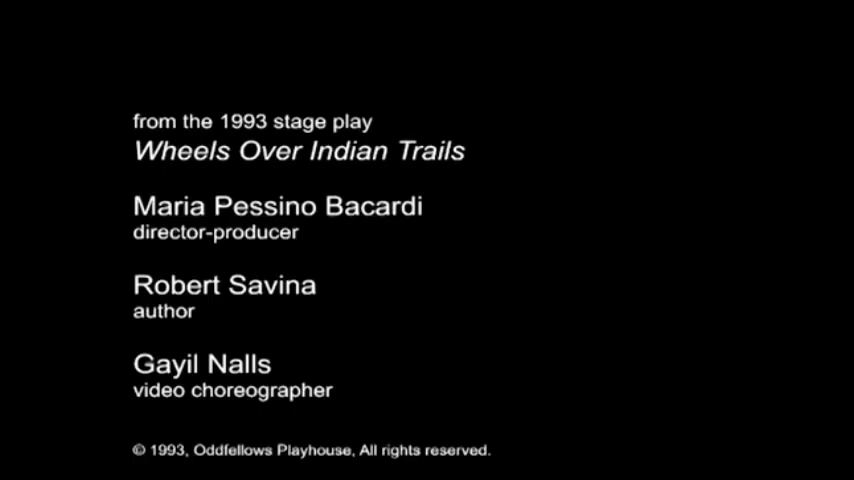 from the 1993 stage play
Wheels Over Indian Trails
Maria Pessino Bacardi
director-producer
Robert Savina
author
Gayil Nalls
video choreographer
© 1993, Oddfellows Playhouse, All rights reserved.